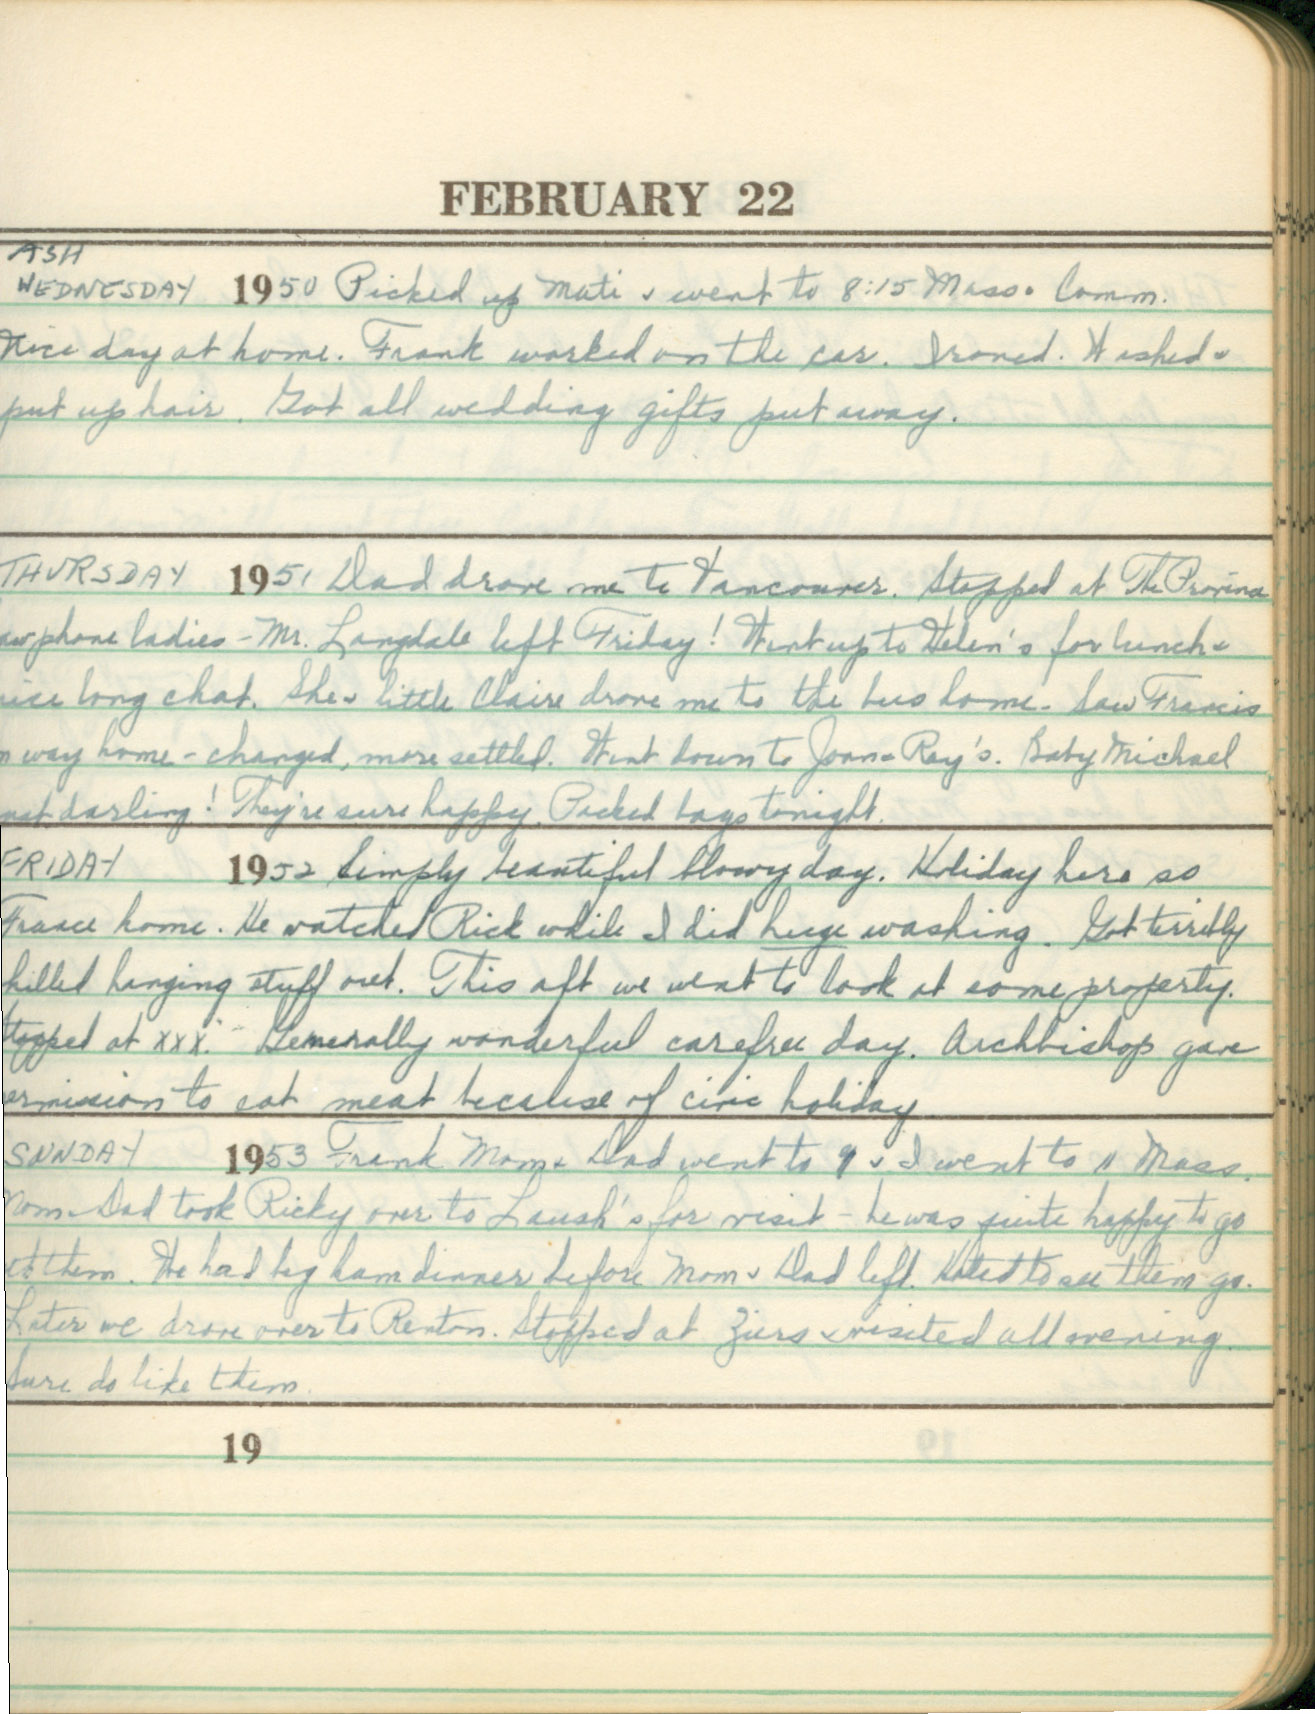 FEBRUARY 22
ASH
WEDNESDAY 1950 Picked up Mati & went to 8:15 Mass & Comm.
Nice day at home. Frank worked on the car. Ironed. Washed &
put up hair. Got all wedding gifts put away.
THURSDAY 1951 Dad drove me to Vancouver. Stopped at The Province
saw phone ladies - Mr. Langdale left Friday! Went up to Helen's for lunch &
nice long chat. She & little Claire drove me to the bus home. Saw Francis
on way home - changed, more settled. Went down to Joan & Ray's. Baby Michael
darling! They're sure happy. Packed bags tonight.
FRIDAY 1952 Simply beautiful blowy day. Holiday here so
home. He watched Rick while I did huge washing. Got terribly
chilled hanging stuff out. This aft we went to look at some property.
Stopped at XXX. Generally wonderful carefree day. Archbishop gave
permission to eat meat because of civic holiday
SUNDAY 1953 Frank Mom & Dad went to 9 & I went to 11 Mass.
Mom & Dad took Ricky over to for visit - he was quite happy to go
with them. We had big ham dinner before Mom & Dad left. Hated to see them go.
Later we drove over to Renton. Stopped at & visited all evening.
Sure do like them.
19